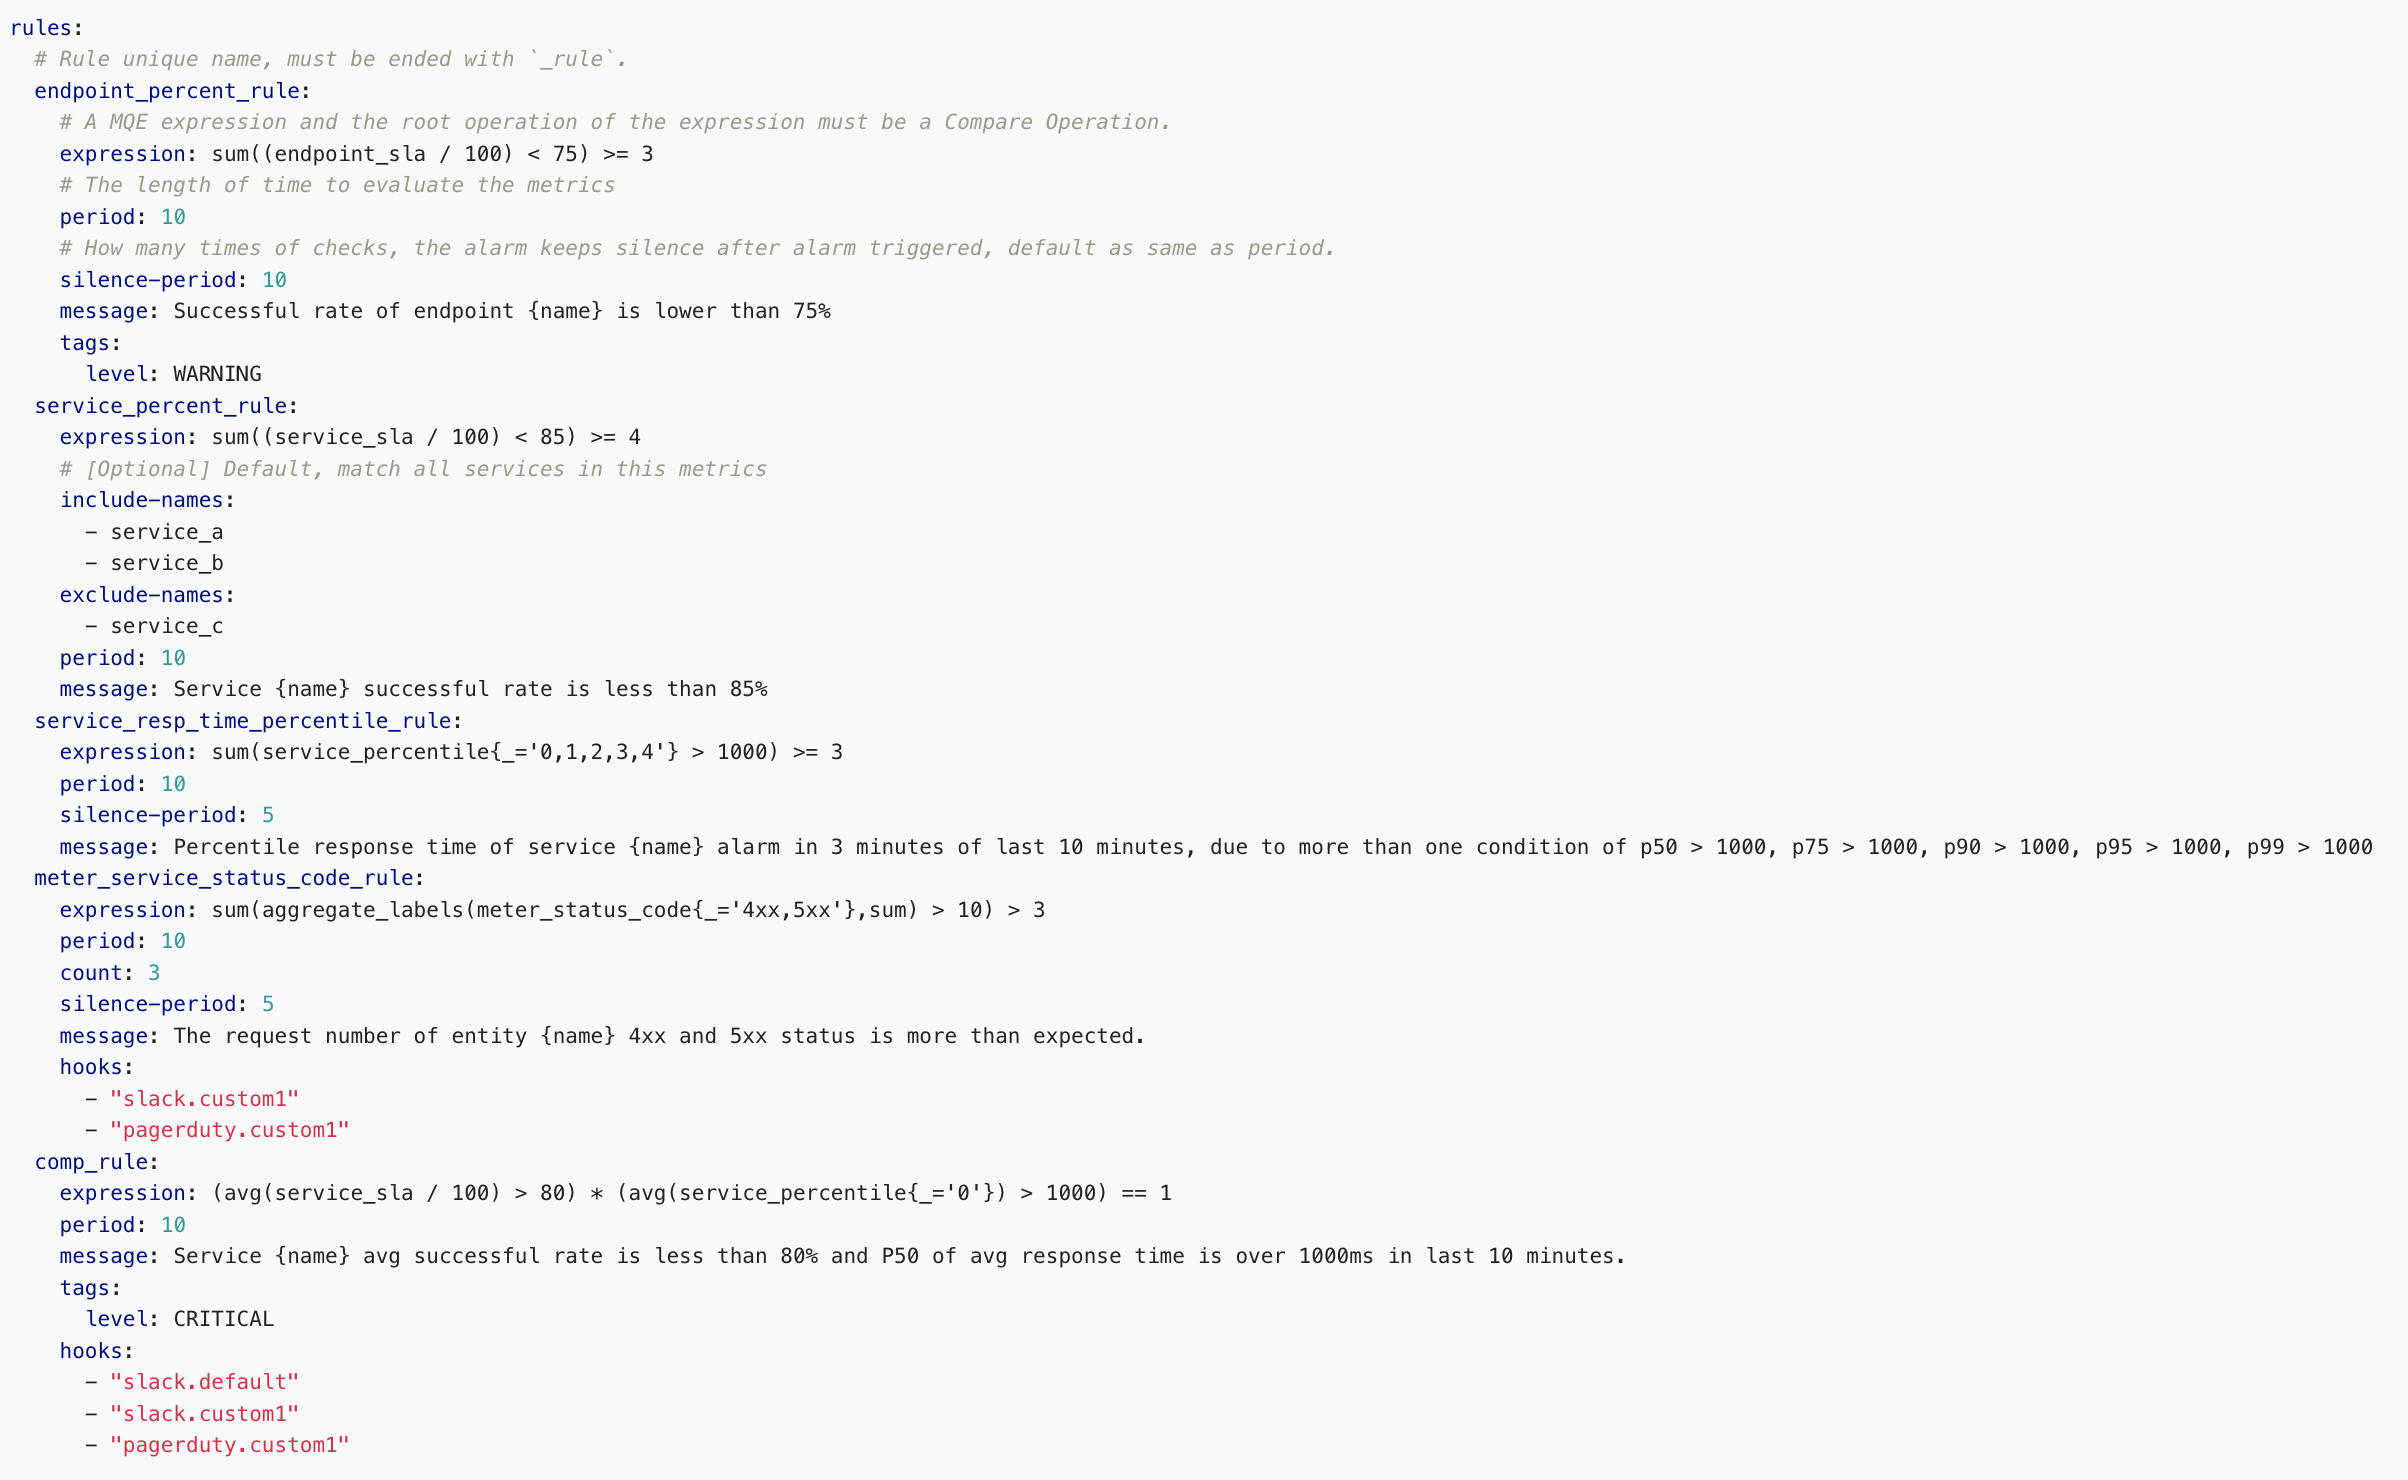 rules:
  # Rule unique name, must be ended with `_rule`.
  endpoint_percent_rule:
    # A MQE expression and the root operation of the expression must be a Compare Operation.
    expression: sum((endpoint_sla / 100) < 75) >= 3
    # The length of time to evaluate the metrics
    period: 10
    # How many times of checks, the alarm keeps silence after alarm triggered, default as same as period.
    silence-period: 10
    message: Successful rate of endpoint {name} is lower than 75%
    tags:
      level: WARNING
  service_percent_rule:
    expression: sum((service_sla / 100) < 85) >= 4
    # [Optional] Default, match all services in this metrics
    include-names:
      - service_a
      - service_b
    exclude-names:
      - service_c
    period: 10
    message: Service {name} successful rate is less than 85%
  service_resp_time_percentile_rule:
    expression: sum(service_percentile{_='0,1,2,3,4'} > 1000) >= 3
    period: 10
    silence-period: 5
    message: Percentile response time of service {name} alarm in 3 minutes of last 10 minutes, due to more than one condition of p50 > 1000, p75 > 1000, p90 > 1000, p95 > 1000, p99 > 1000
  meter_service_status_code_rule:
    expression: sum(aggregate_labels(meter_status_code{_='4xx,5xx'},sum) > 10) > 3
    period: 10
    count: 3
    silence-period: 5
    message: The request number of entity {name} 4xx and 5xx status is more than expected.
    hooks:
      - "slack.custom1"
      - "pagerduty.custom1"
  comp_rule:
    expression: (avg(service_sla / 100) > 80) * (avg(service_percentile{_='0'}) > 1000) == 1
    period: 10
    message: Service {name} avg successful rate is less than 80% and P50 of avg response time is over 1000ms in last 10 minutes.
    tags:
      level: CRITICAL
    hooks:
      - "slack.default"
      - "slack.custom1"
      - "pagerduty.custom1"